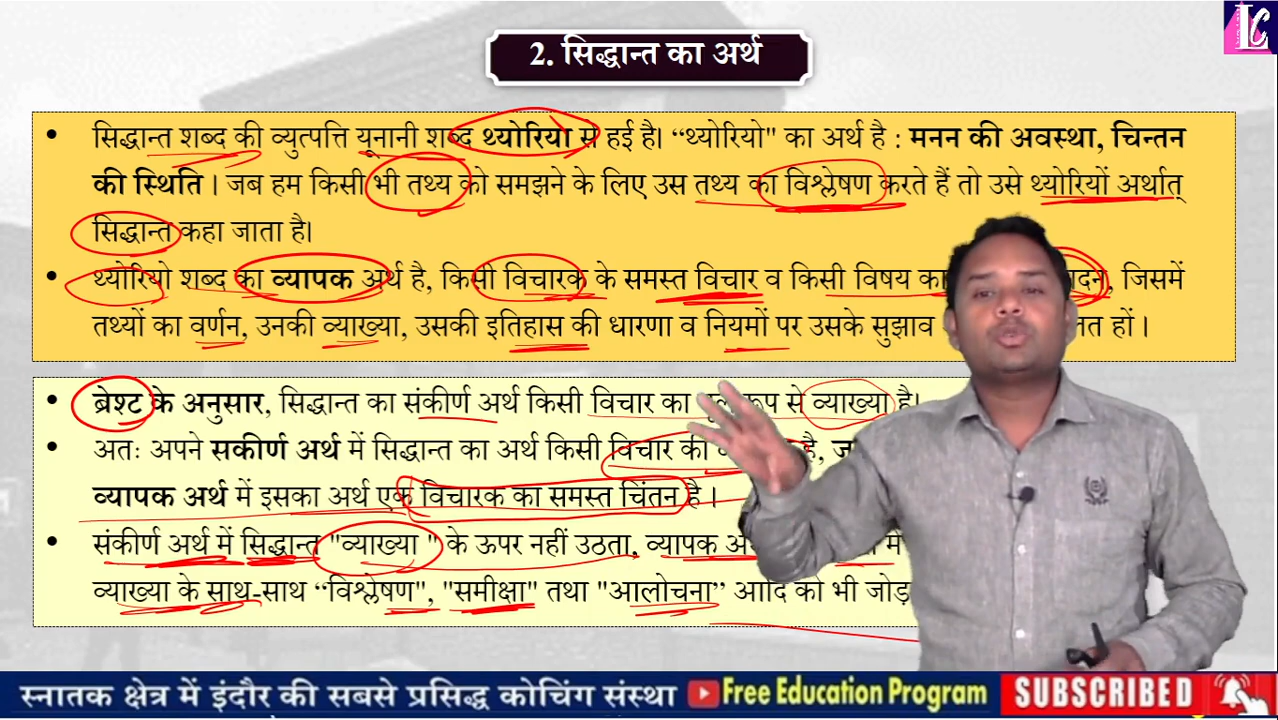 LC
2. सिद्धान्त का अर्थ
• सिद्धान्त शब्द की व्युत्पत्ति यूनानी शब्द थ्योरियो से हुई है। “थ्योरियो" का अर्थ है : मनन की अवस्था, चिन्तन
की स्थिति । जब हम किसी भी तथ्य को समझने के लिए उस तथ्य का विश्लेषण करते हैं तो उसे थ्योरियों अर्थात्
सिद्धान्त कहा जाता है।
• थ्योरियो शब्द का व्यापक अर्थ है, किसी विचारक के समस्त विचार व किसी विषय का जिसमें
तथ्यों का वर्णन, उनकी व्याख्या, उसकी इतिहास की धारणा व नियमों पर उसके सुझाव हों ।
• ब्रेश्ट के अनुसार, सिद्धान्त का संकीर्ण अर्थ किसी विचार का रूप से व्याख्या है।
• अतः अपने सकीर्ण अर्थ में सिद्धान्त का अर्थ किसी विचार की है,
व्यापक अर्थ में इसका अर्थ एक विचारक का समस्त चिंतन है ।
• संकीर्ण अर्थ में सिद्धान्त "व्याख्या " के ऊपर नहीं उठता, व्यापक में
व्याख्या के साथ-साथ “विश्लेषण", "समीक्षा" तथा "आलोचना” आदि को भी
स्नातक क्षेत्र में इंदौर की सबसे प्रसिद्ध कोचिंग संस्था Free Education Program SUBSCRIBED